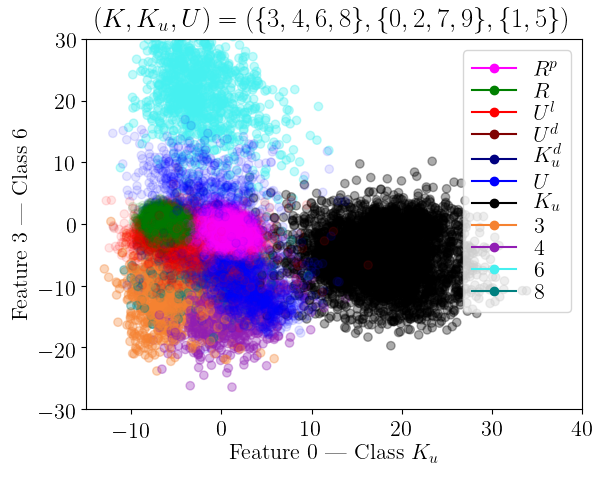 (K, K_u, U) = ({3, 4, 6, 8}, {0, 2, 7, 9}, {1, 5})
30
20
10
0
−10
−20
−30
Feature 3 — Class 6
R^p
R
U^l
U^d
K_u^d
U
K_u
3
4
6
8
−10 0 10 20 30 40
Feature 0 — Class K_u